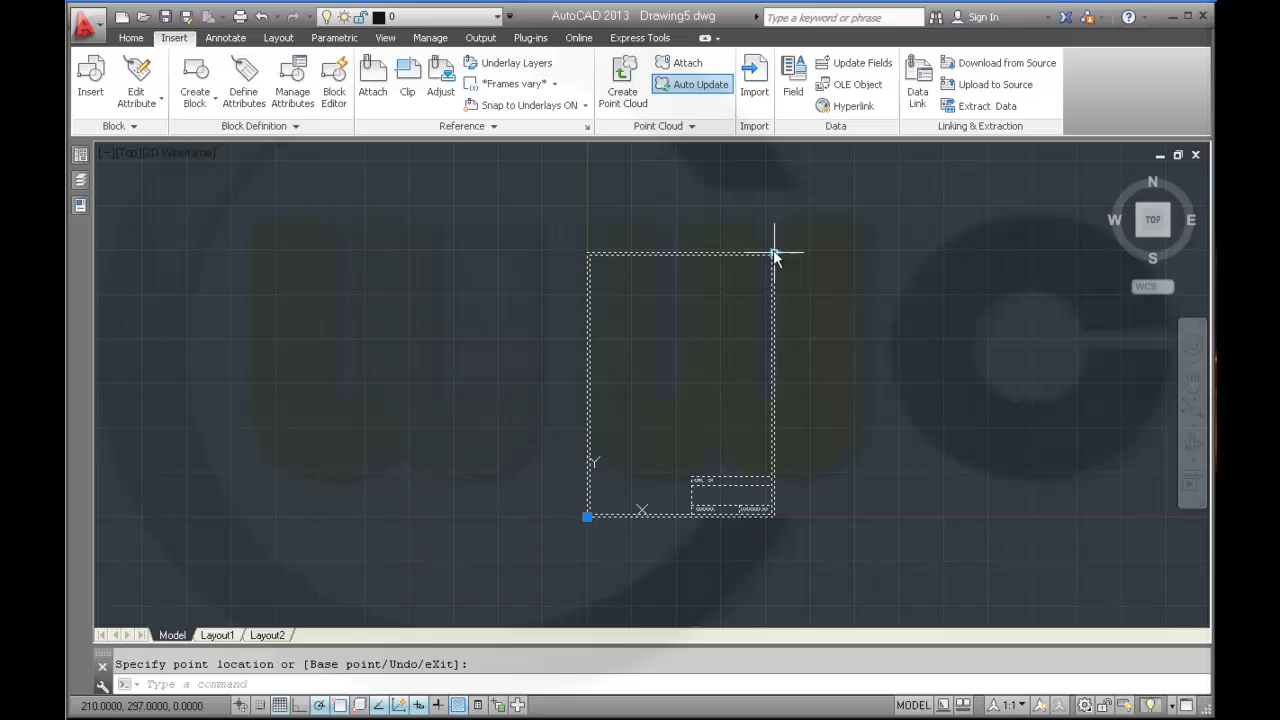 0
AutoCAD 2013 Drawing5.dwg
Type a keyword or phrase
Sign In
Home Insert Annotate Layout Parametric View Manage Output Plug-ins Online Express Tools
Insert
Edit Attribute
Create Block
Define Attributes
Manage Attributes
Block Editor
Attach
Clip
Adjust
Underlay Layers
*Frames vary*
Snap to Underlays ON
Create Point Cloud
Attach
Auto Update
Import
Field
Update Fields
OLE Object
Hyperlink
Data Link
Download from Source
Upload to Source
Extract Data
Block
Block Definition
Reference
Point Cloud
Import
Data
Linking & Extraction
[−][Top][2D Wireframe]
N
W TOP E
S
WCS
Y
X
Model Layout1 Layout2
Specify point location or [Base point/Undo/eXit]:
Type a command
210.0000, 297.0000, 0.0000
MODEL
1:1